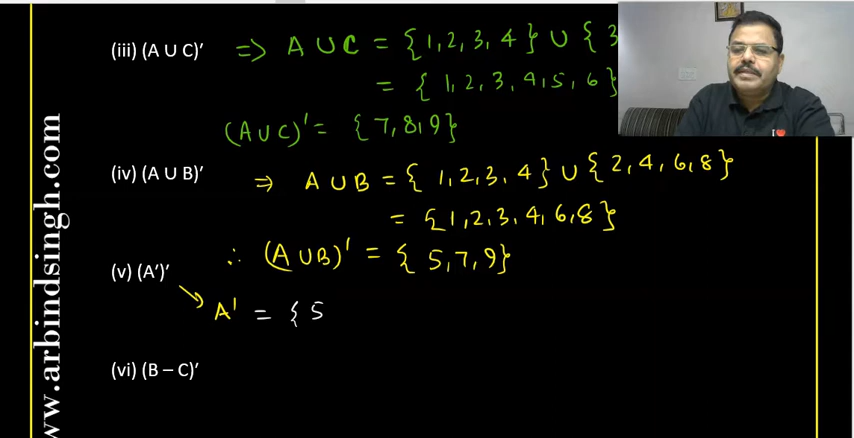 (iii) (A ∪ C)′ ⇒ A ∪ C = {1, 2, 3, 4} ∪ { 3
= { 1, 2, 3, 4, 5, 6}
(A ∪ C)′ = {7, 8, 9}
(iv) (A ∪ B)′ ⇒ A ∪ B = { 1, 2, 3, 4} ∪ { 2, 4, 6, 8}
= {1, 2, 3, 4, 6, 8}
∴ (A ∪ B)′ = { 5, 7, 9}
(v) (A′)′
A′ = { 5
(vi) (B – C)′
www.arbindsingh.com